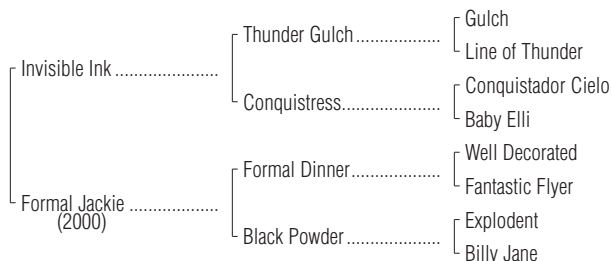 Gulch
Thunder Gulch ....................
Line of Thunder
Invisible Ink .........................
Conquistador Cielo
Conquistress.......................
Baby Elli
Well Decorated
Formal Dinner.....................
Fantastic Flyer
Formal Jackie .....................
(2000)
Explodent
Black Powder......................
Billy Jane